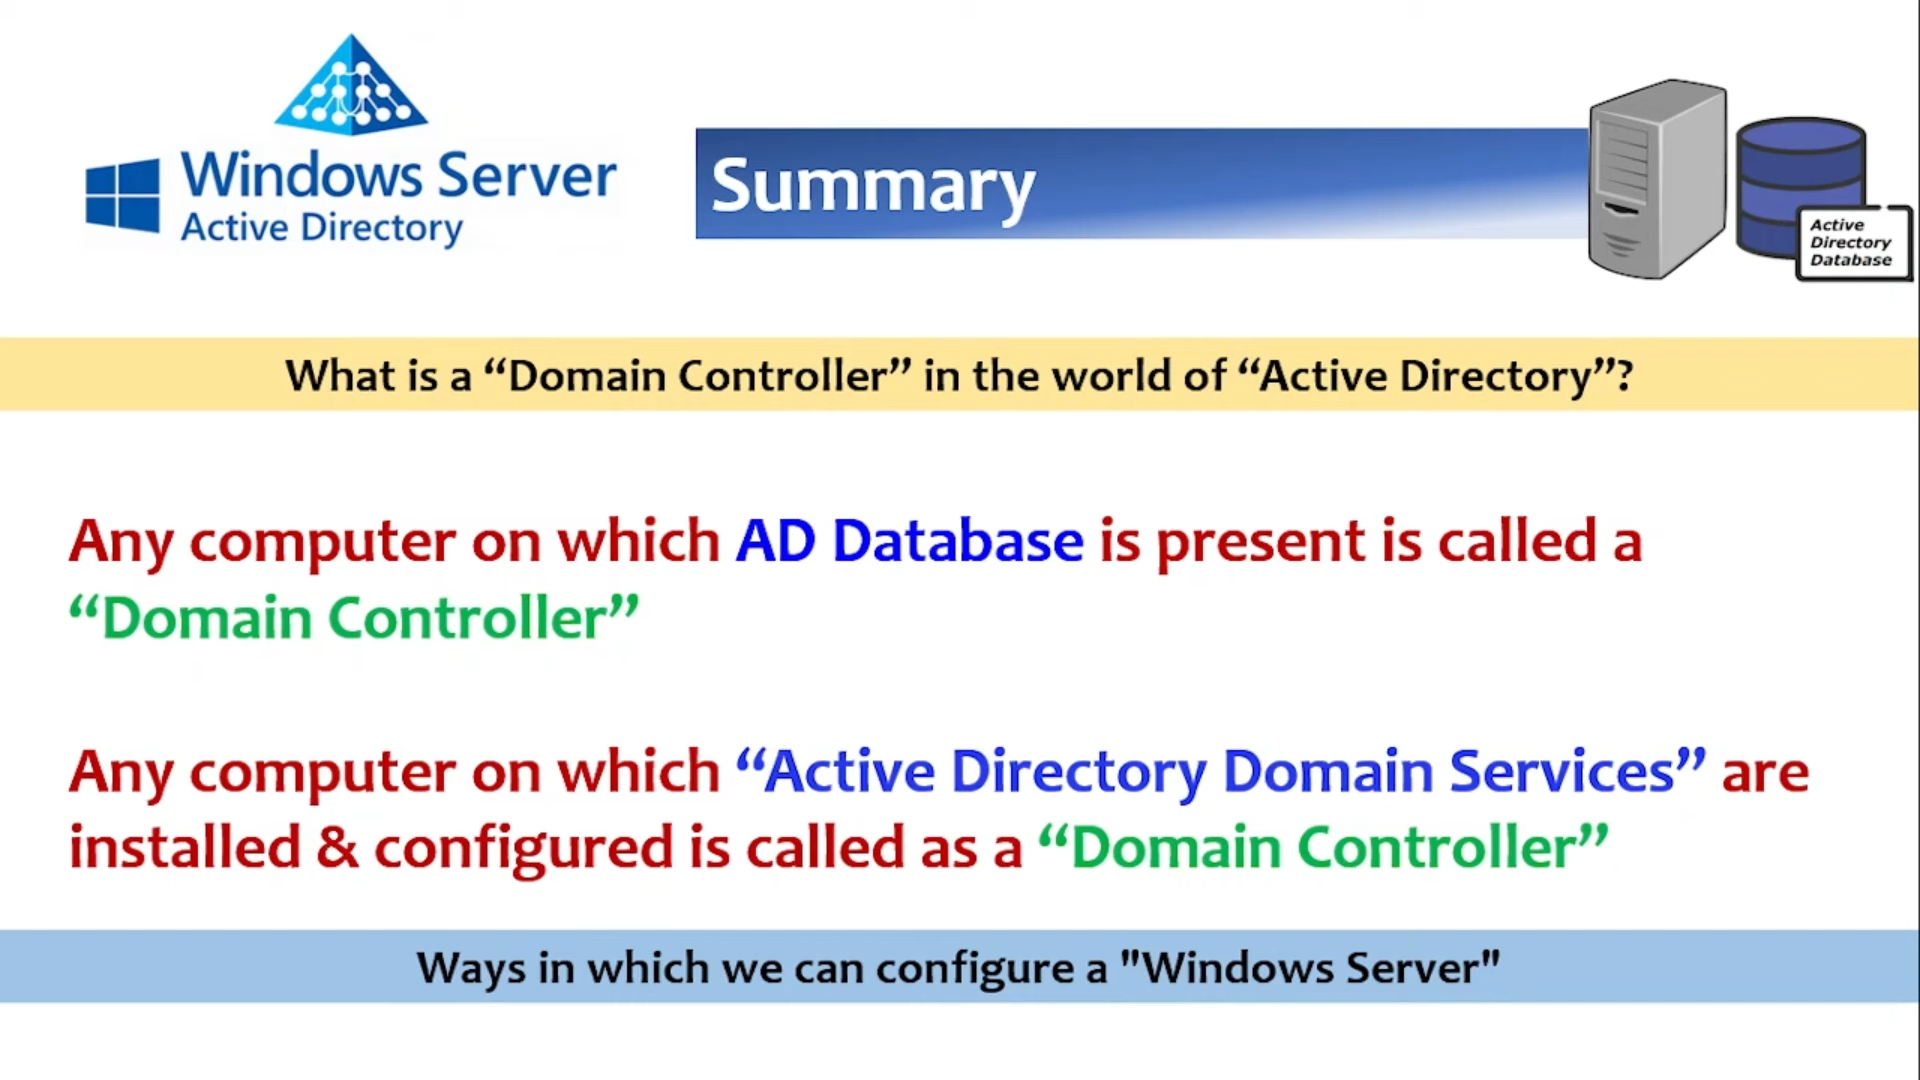 Windows Server
Active Directory
Summary
Active
Directory
Database
What is a “Domain Controller” in the world of “Active Directory”?
Any computer on which AD Database is present is called a
“Domain Controller”
Any computer on which “Active Directory Domain Services” are
installed & configured is called as a “Domain Controller”
Ways in which we can configure a "Windows Server"